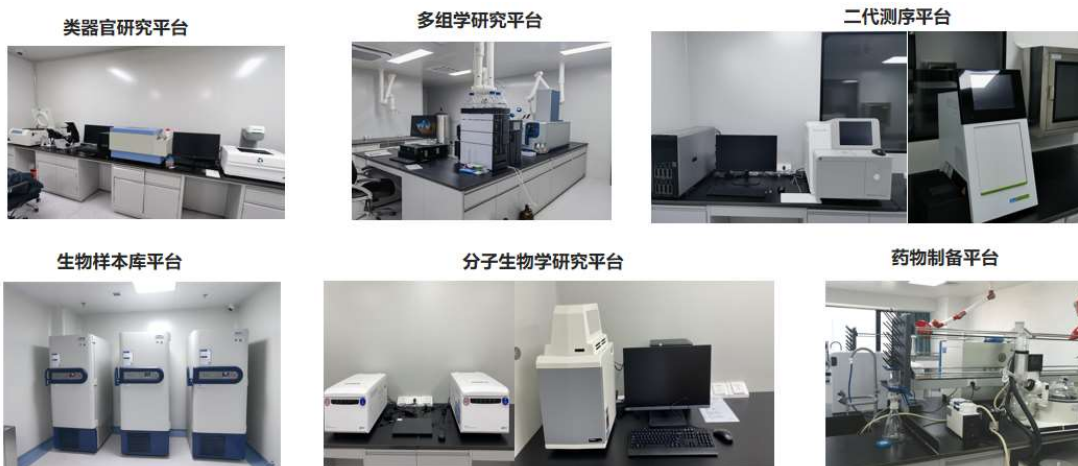 类器官研究平台
多组学研究平台
二代测序平台
生物样本库平台
分子生物学研究平台
药物制备平台